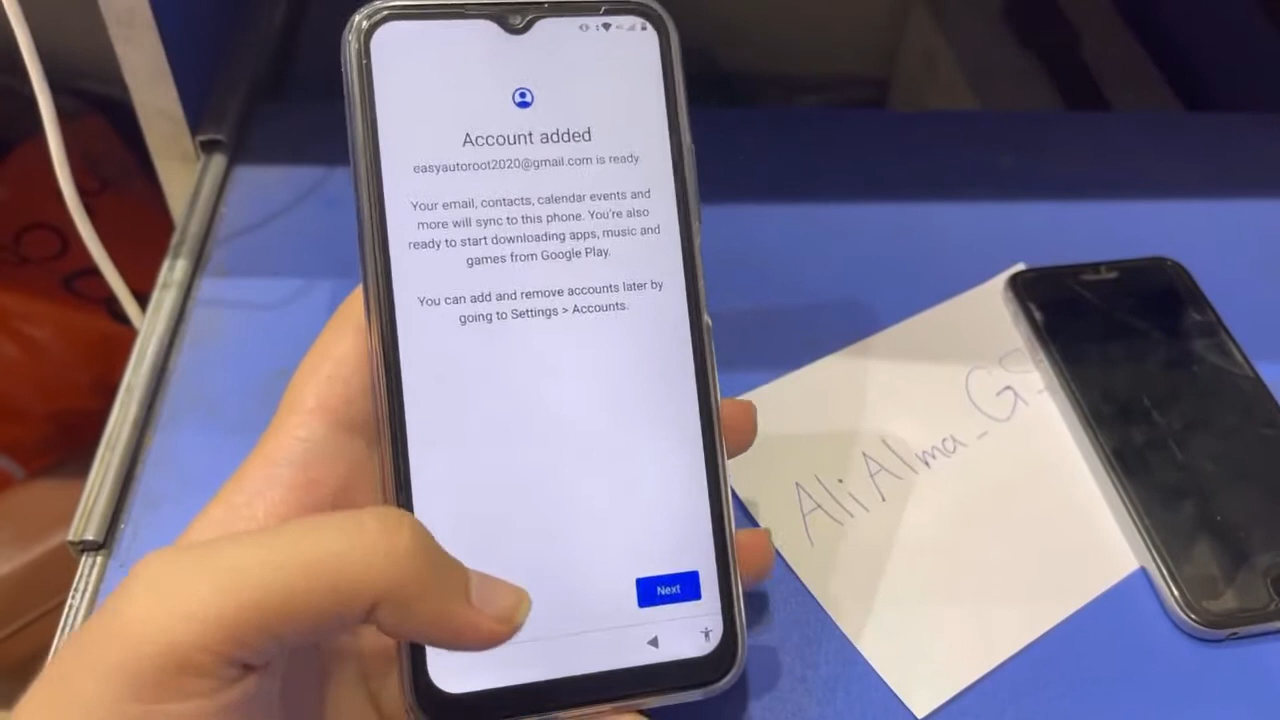 Account added
easyautoroot2020@gmail.com is ready
Your email, contacts, calendar events and
more will sync to this phone. You're also
ready to start downloading apps, music and
games from Google Play.
You can add and remove accounts later by
going to Settings > Accounts.
Next
AliAlma_GS